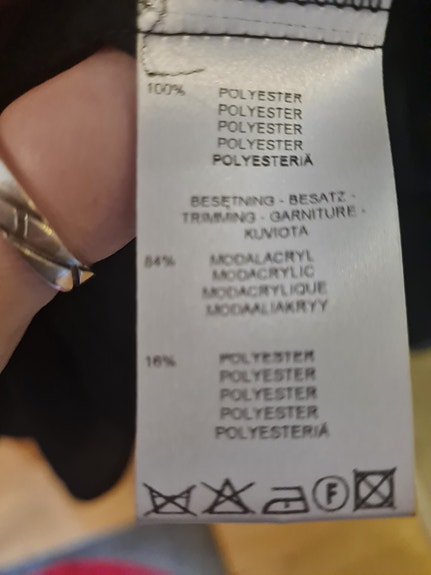 100% POLYESTER
POLYESTER
POLYESTER
POLYESTER
POLYESTERIÄ
BESETNING - BESATZ -
TRIMMING - GARNITURE -
KUVIOTA
84% MODALACRYL
MODACRYLIC
MODACRYLIQUE
MODAALIAKRYY
16% POLYESTER
POLYESTER
POLYESTER
POLYESTER
POLYESTERIÄ
F